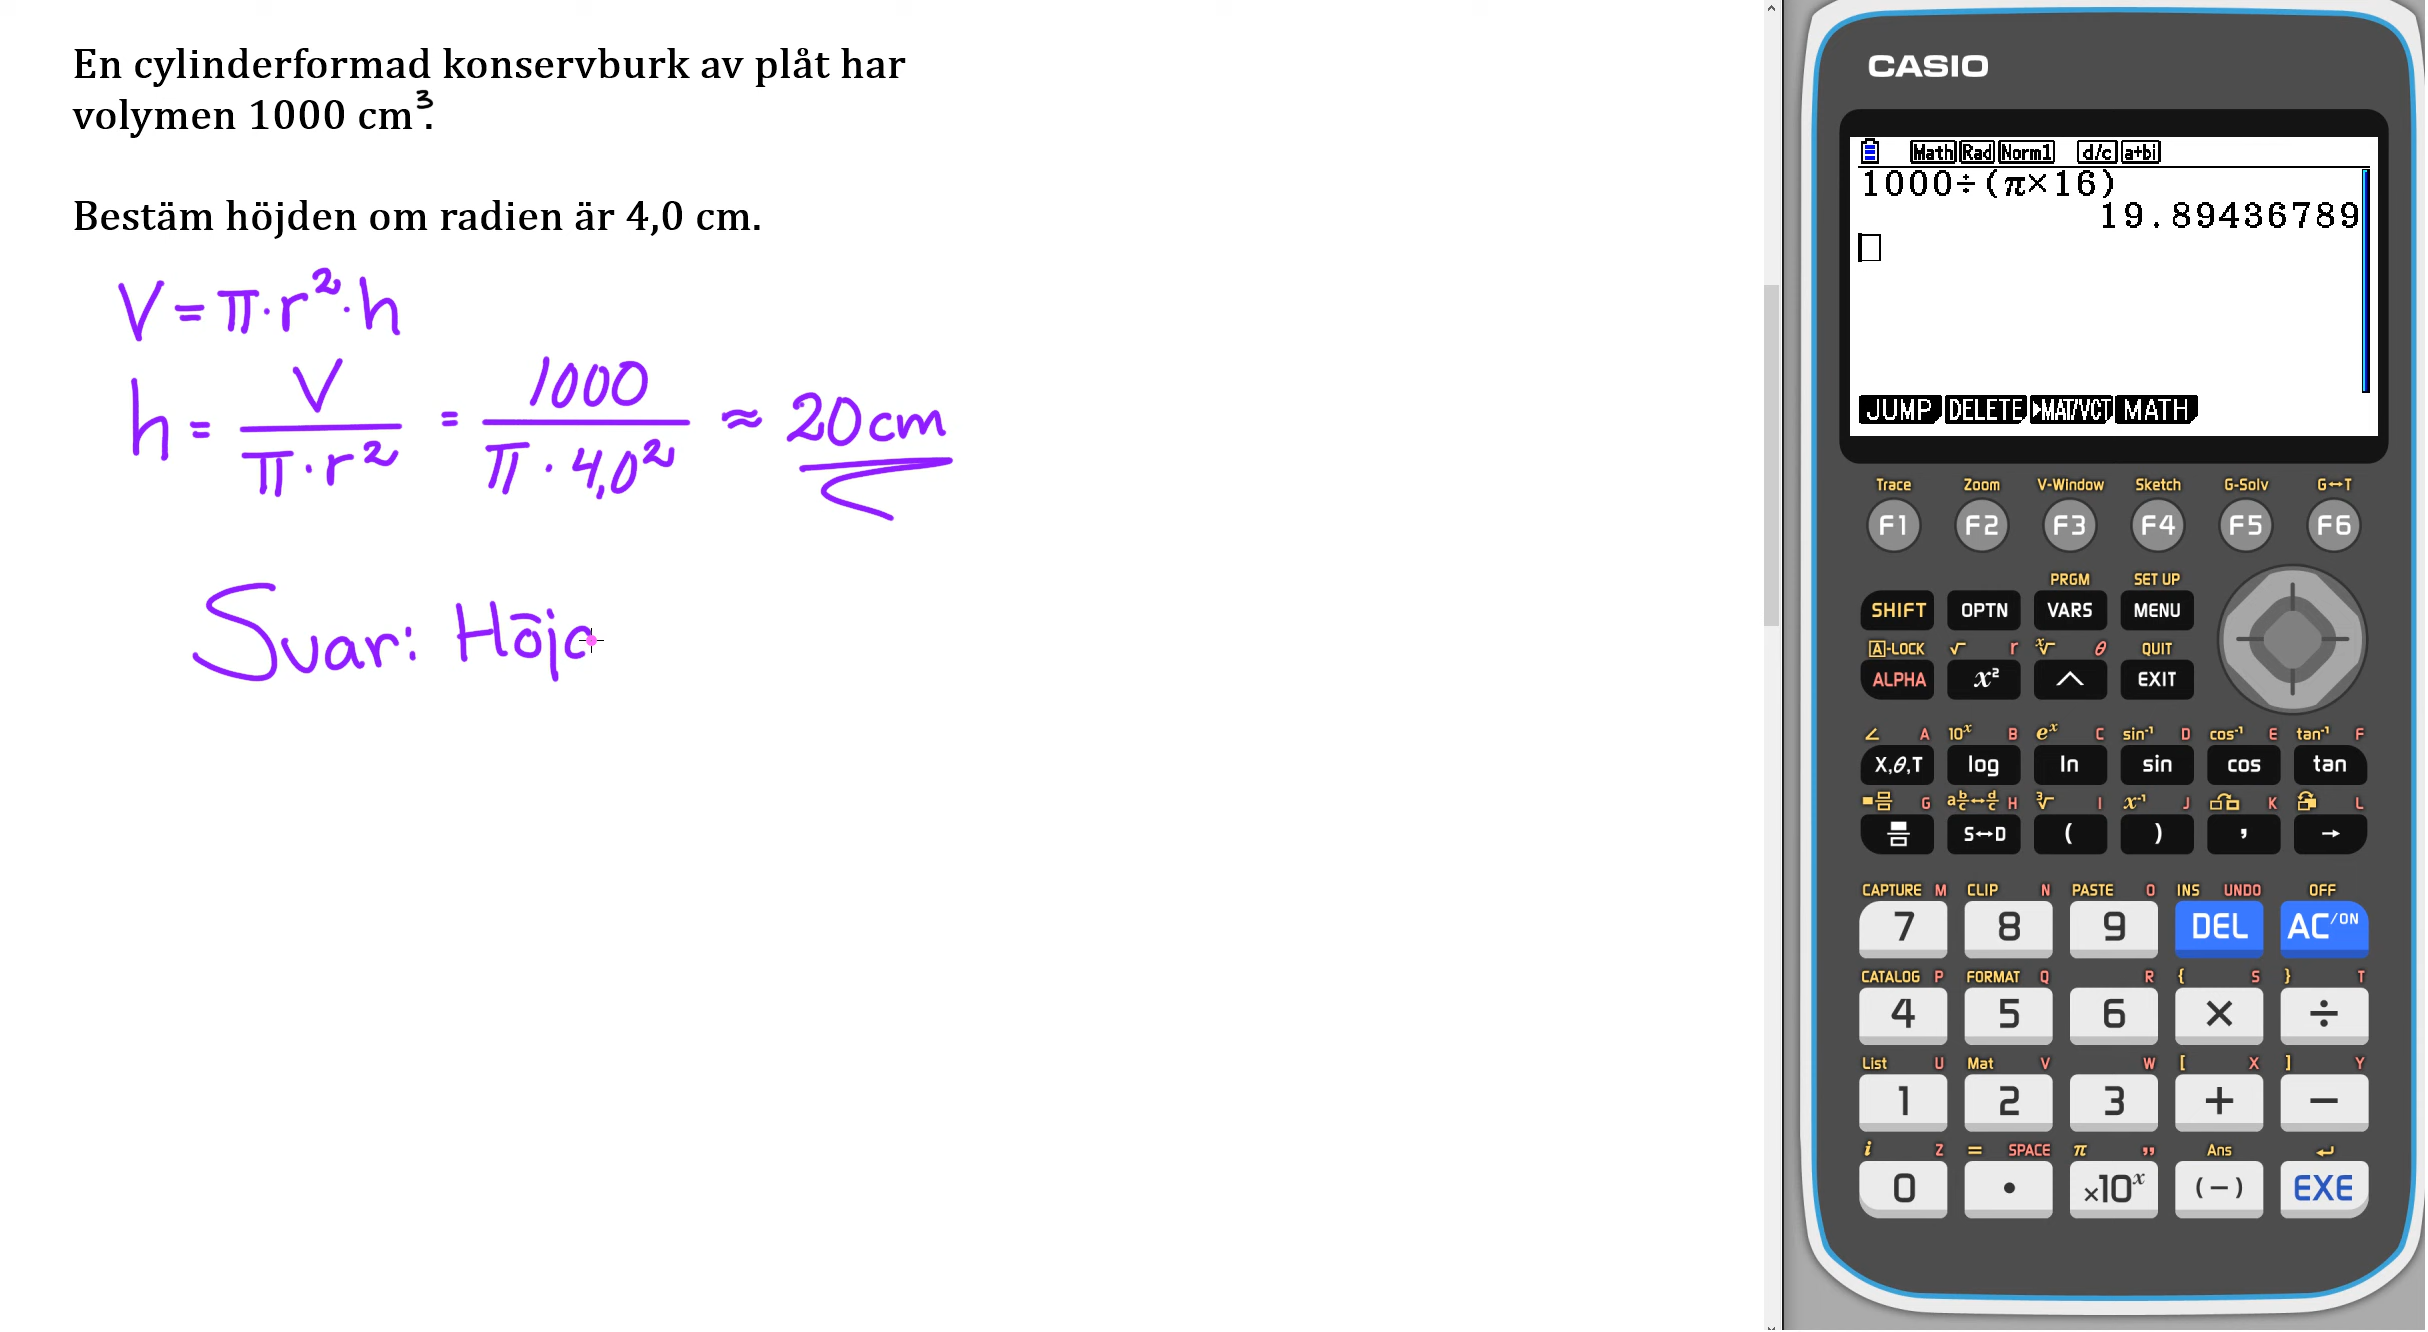 En cylinderformad konservburk av plåt har
volymen 1000 cm³.
Bestäm höjden om radien är 4,0 cm.
V = π · r² · h
h = V / (π · r²) = 1000 / (π · 4,0²) ≈ 20 cm
Svar: Höjc
CASIO
Math Rad Norm1 d/c a+bi
1000÷(π×16)
19.89436789
JUMP DELETE ▶MAT/VCT MATH
Trace Zoom V-Window Sketch G-Solv G↔T
F1 F2 F3 F4 F5 F6
PRGM SET UP
SHIFT OPTN VARS MENU
A-LOCK √ r ˣ√ θ QUIT
ALPHA x² ^ EXIT
∠ A 10ˣ B eˣ C sin⁻¹ D cos⁻¹ E tan⁻¹ F
X,θ,T log ln sin cos tan
G a b/c↔d/c H ³√ I x⁻¹ J K L
S↔D ( ) , →
CAPTURE M CLIP N PASTE O INS UNDO OFF
7 8 9 DEL AC/ON
CATALOG P FORMAT Q R { S } T
4 5 6 × ÷
List U Mat V W [ X ] Y
1 2 3 + −
i Z = SPACE π " Ans ↵
0 • ×10ˣ (−) EXE